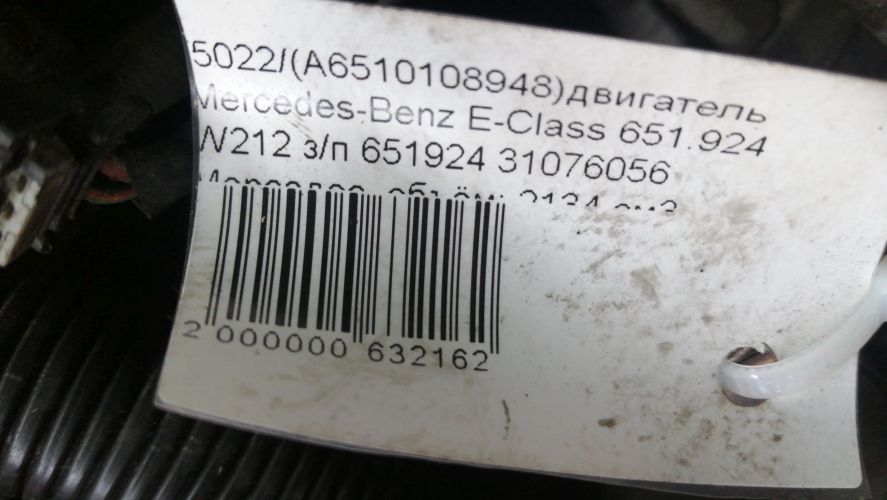 5022/(A6510108948)двигатель
Mercedes-Benz E-Class 651.924
W212 з/п 651924 31076056
2 000000 632162